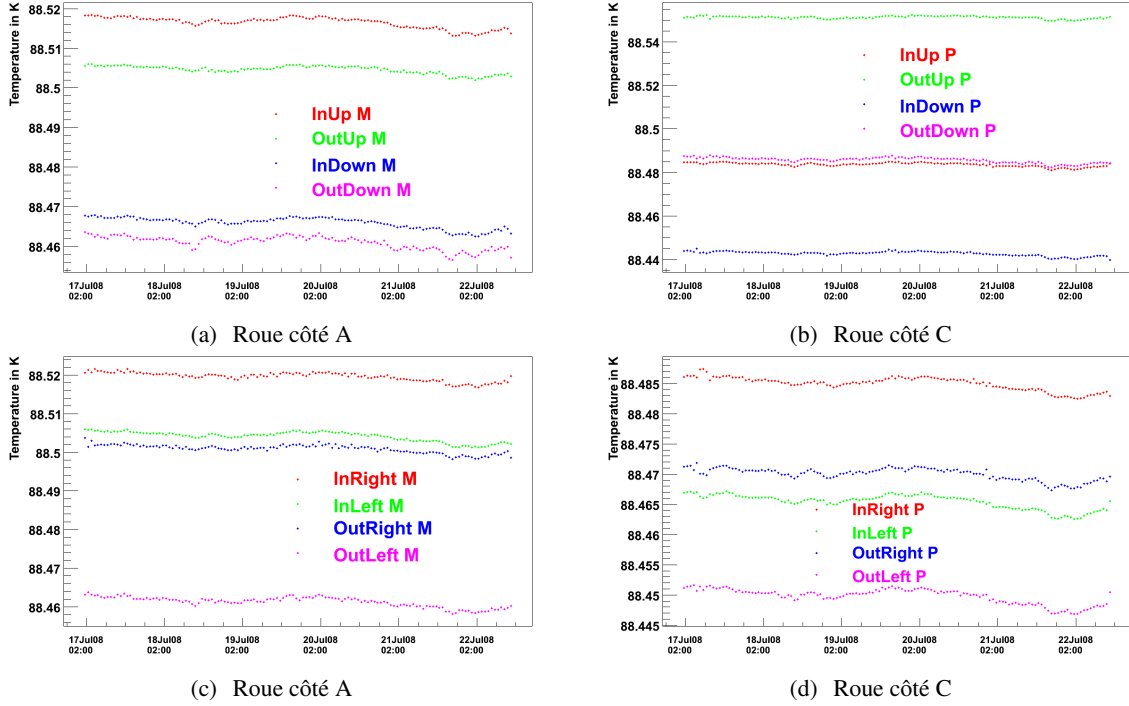 Temperature in K
88.52
88.51
88.5
88.49
88.48
88.47
88.46
InUp M
OutUp M
InDown M
OutDown M
17Jul08 18Jul08 19Jul08 20Jul08 21Jul08 22Jul08
02:00 02:00 02:00 02:00 02:00 02:00
(a) Roue côté A
Temperature in K
88.54
88.52
88.5
88.48
88.46
88.44
InUp P
OutUp P
InDown P
OutDown P
17Jul08 18Jul08 19Jul08 20Jul08 21Jul08 22Jul08
02:00 02:00 02:00 02:00 02:00 02:00
(b) Roue côté C
Temperature in K
88.52
88.51
88.5
88.49
88.48
88.47
88.46
InRight M
InLeft M
OutRight M
OutLeft M
17Jul08 18Jul08 19Jul08 20Jul08 21Jul08 22Jul08
02:00 02:00 02:00 02:00 02:00 02:00
(c) Roue côté A
Temperature in K
88.485
88.48
88.475
88.47
88.465
88.46
88.455
88.45
88.445
InRight P
InLeft P
OutRight P
OutLeft P
17Jul08 18Jul08 19Jul08 20Jul08 21Jul08 22Jul08
02:00 02:00 02:00 02:00 02:00 02:00
(d) Roue côté C